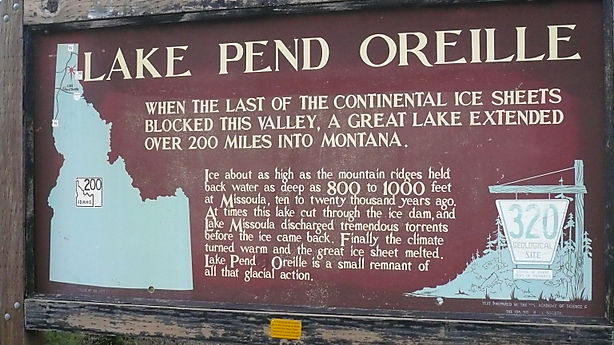 LAKE PEND OREILLE
WHEN THE LAST OF THE CONTINENTAL ICE SHEETS
BLOCKED THIS VALLEY, A GREAT LAKE EXTENDED
OVER 200 MILES INTO MONTANA.
Ice about as high as the mountain ridges held
back water as deep as 800 to 1000 feet
at Missoula, ten to twenty thousand years ago.
At times this lake cut through the ice dam, and
Lake Missoula discharged tremendous torrents
before the ice came back. Finally the climate
turned warm and the great ice sheet melted.
Lake Pend Oreille is a small remnant of
all that glacial action.
200
IDAHO
320
GEOLOGICAL
SITE